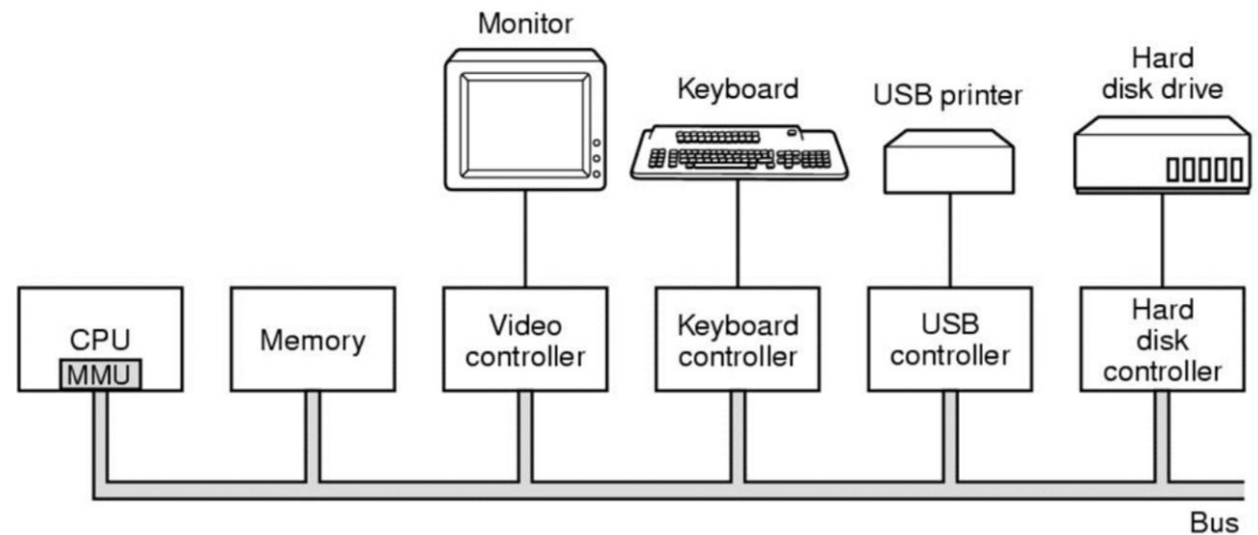 Monitor
Keyboard
USB printer
Hard
disk drive
CPU
MMU
Memory
Video
controller
Keyboard
controller
USB
controller
Hard
disk
controller
Bus